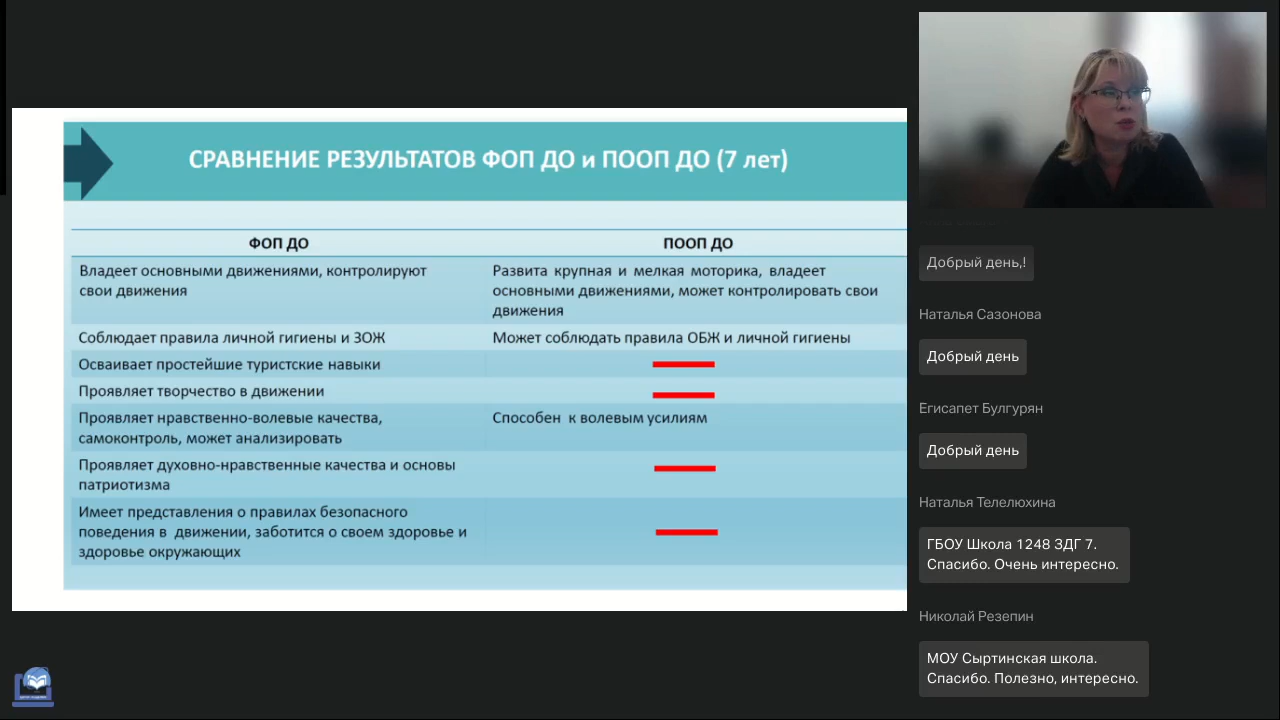 СРАВНЕНИЕ РЕЗУЛЬТАТОВ ФОП ДО и ПООП ДО (7 лет)
ФОП ДО
ПООП ДО
Владеет основными движениями, контролируют
свои движения
Развита крупная и мелкая моторика, владеет
основными движениями, может контролировать свои
движения
Соблюдает правила личной гигиены и ЗОЖ
Может соблюдать правила ОБЖ и личной гигиены
Осваивает простейшие туристские навыки
Проявляет творчество в движении
Проявляет нравственно-волевые качества,
самоконтроль, может анализировать
Способен к волевым усилиям
Проявляет духовно-нравственные качества и основы
патриотизма
Имеет представления о правилах безопасного
поведения в движении, заботится о своем здоровье и
здоровье окружающих
Добрый день,!
Наталья Сазонова
Добрый день
Егисапет Булгурян
Добрый день
Наталья Телелюхина
ГБОУ Школа 1248 ЗДГ 7.
Спасибо. Очень интересно.
Николай Резепин
МОУ Сыртинская школа.
Спасибо. Полезно, интересно.